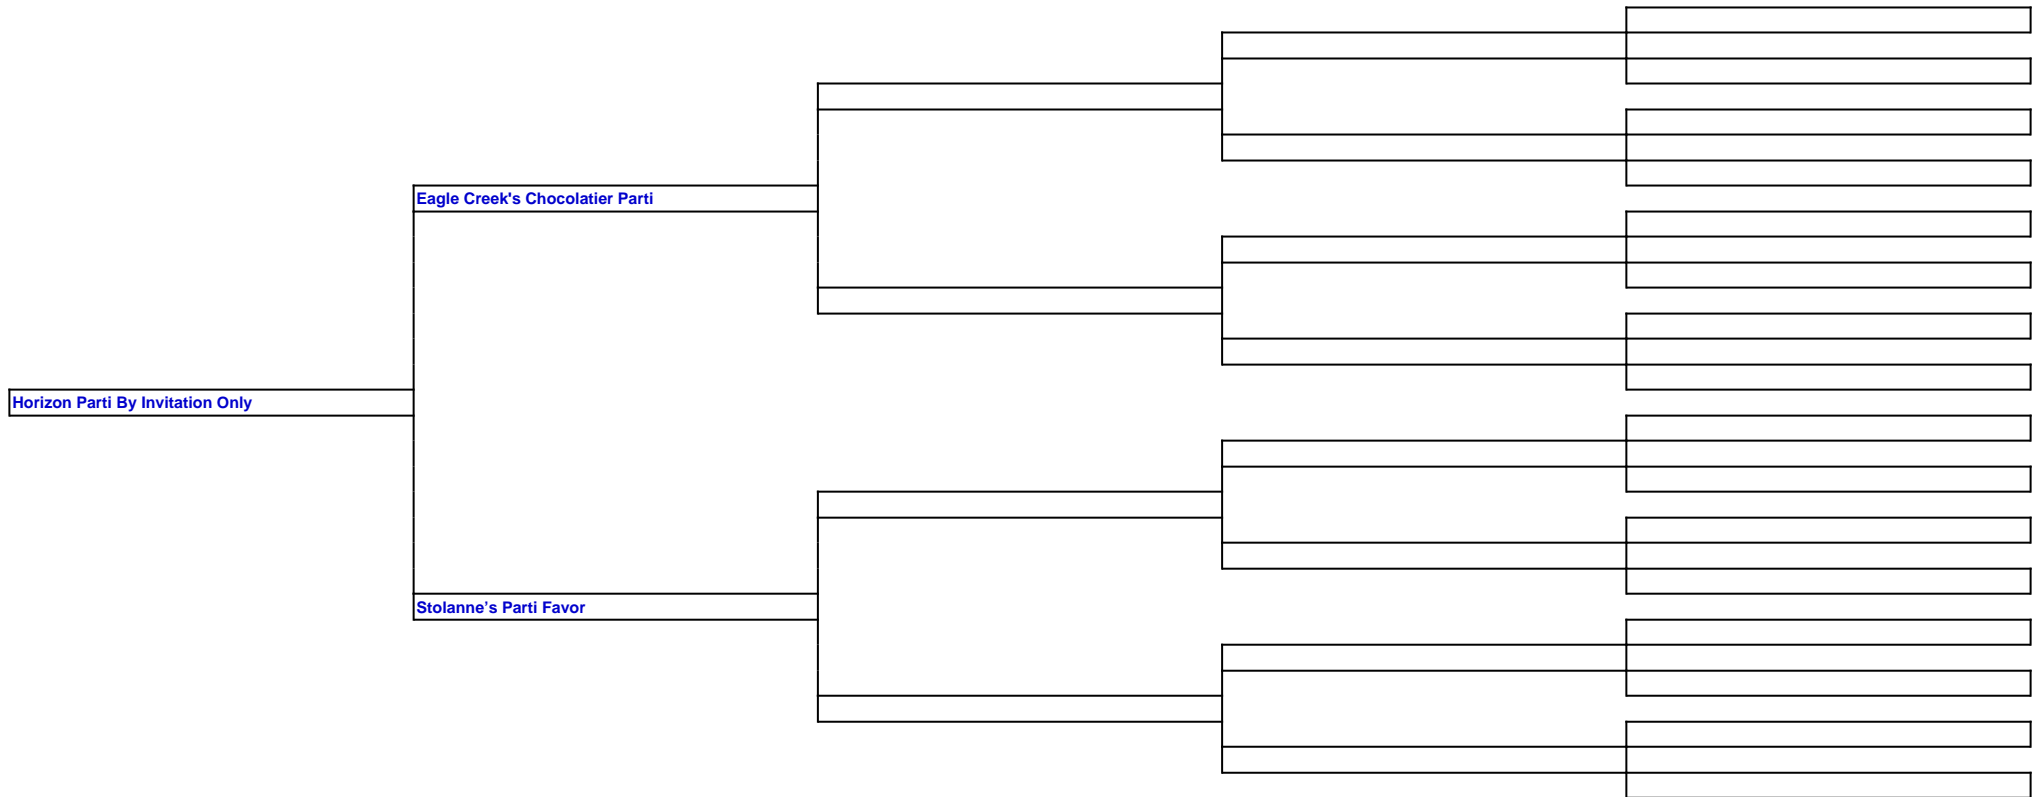 Eagle Creek's Chocolatier Parti
Horizon Parti By Invitation Only
Stolanne’s Parti Favor